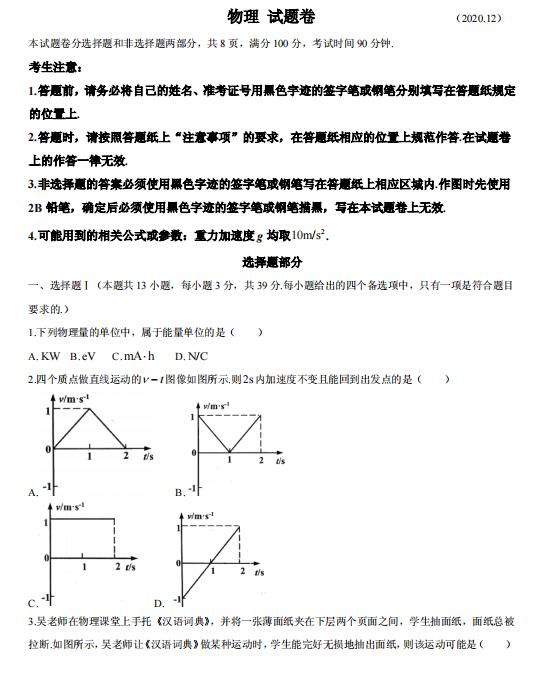 物理 试题卷 （2020.12）
本试题卷分选择题和非选择题两部分，共 8 页，满分 100 分，考试时间 90 分钟.
考生注意：
1.答题前，请务必将自己的姓名、准考证号用黑色字迹的签字笔或钢笔分别填写在答题纸规定
的位置上.
2.答题时，请按照答题纸上“注意事项”的要求，在答题纸相应的位置上规范作答.在试题卷
上的作答一律无效.
3.非选择题的答案必须使用黑色字迹的签字笔或钢笔写在答题纸上相应区域内.作图时先使用
2B 铅笔，确定后必须使用黑色字迹的签字笔或钢笔描黑，写在本试题卷上无效.
4.可能用到的相关公式或参数：重力加速度 g 均取10m/s².
选择题部分
一、选择题Ⅰ（本题共 13 小题，每小题 3 分，共 39 分.每小题给出的四个备选项中，只有一项是符合题目
要求的.）
1.下列物理量的单位中，属于能量单位的是（ ）
A. KW B.eV C.mA·h D. N/C
2.四个质点做直线运动的v－t图像如图所示.则2s内加速度不变且能回到出发点的是（ ）
v/m·s⁻¹
1
0
1 2 t/s
-1
A.
v/m·s⁻¹
1
0
1 2 t/s
-1
B.
v/m·s⁻¹
1
0
1 2 t/s
-1
C.
v/m·s⁻¹
1
0
1 2 t/s
-1
D.
3.吴老师在物理课堂上手托《汉语词典》，并将一张薄面纸夹在下层两个页面之间，学生抽面纸，面纸总被
拉断.如图所示，吴老师让《汉语词典》做某种运动时，学生能完好无损地抽出面纸，则该运动可能是（ ）